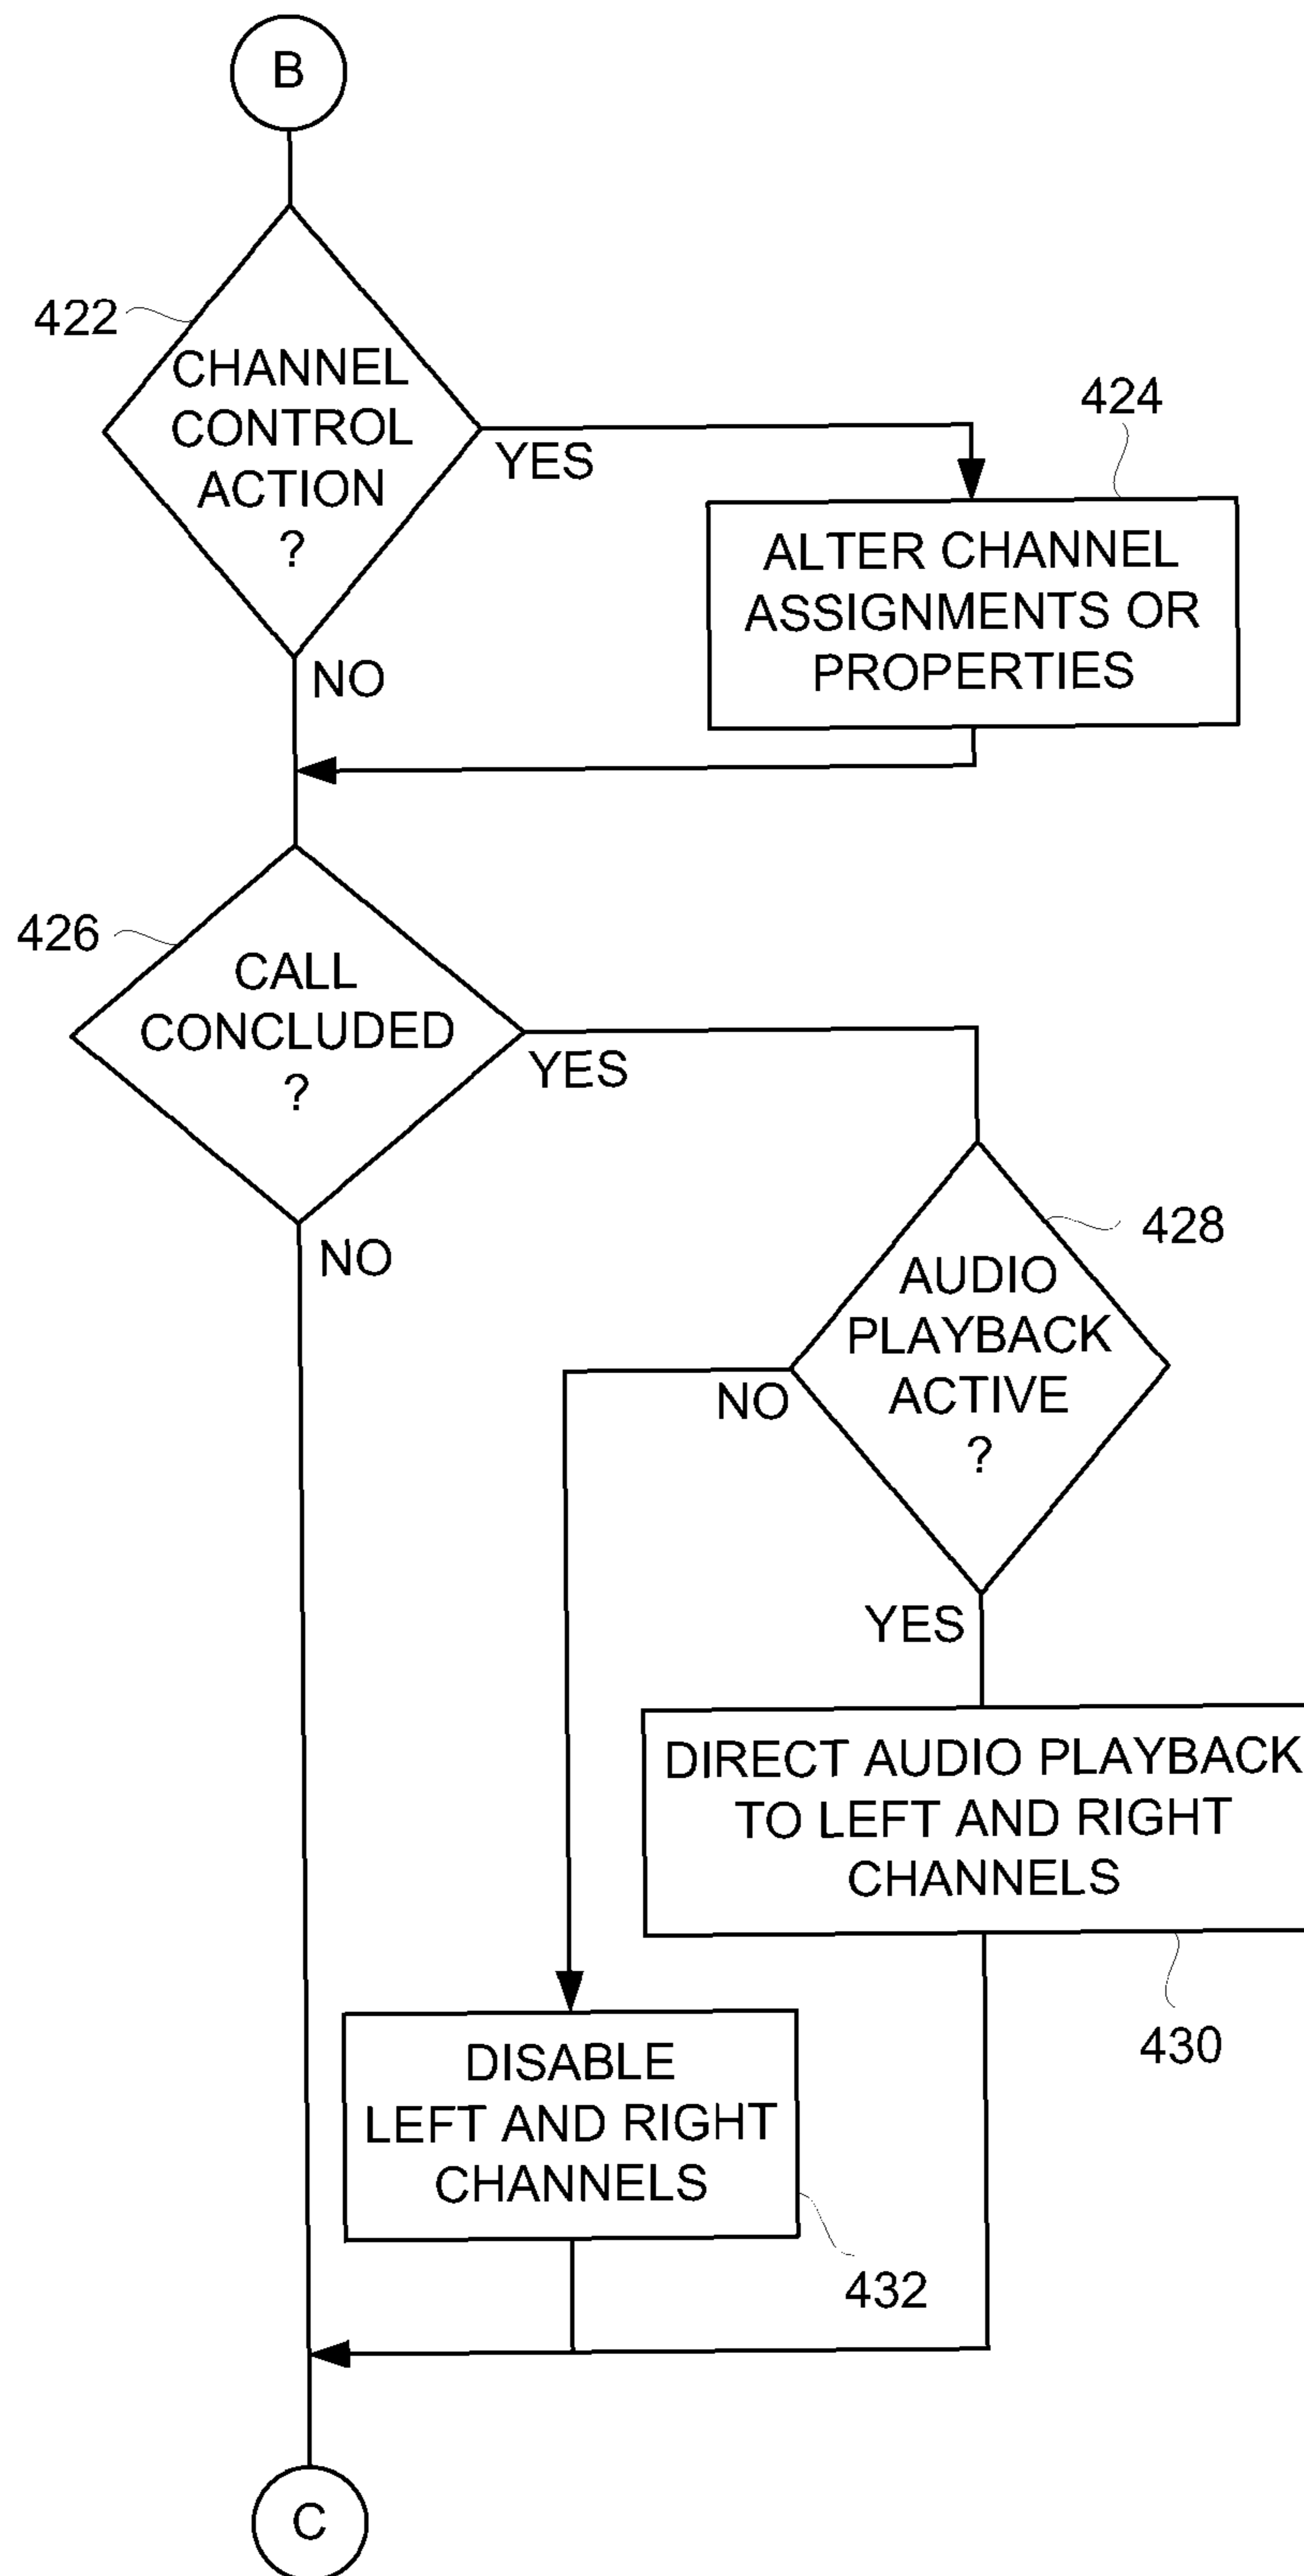 B
422
CHANNEL
CONTROL
ACTION
?
YES
NO
424
ALTER CHANNEL
ASSIGNMENTS OR
PROPERTIES
426
CALL
CONCLUDED
?
YES
NO
428
AUDIO
PLAYBACK
ACTIVE
?
NO
YES
DIRECT AUDIO PLAYBACK
TO LEFT AND RIGHT
CHANNELS
430
DISABLE
LEFT AND RIGHT
CHANNELS
432
C